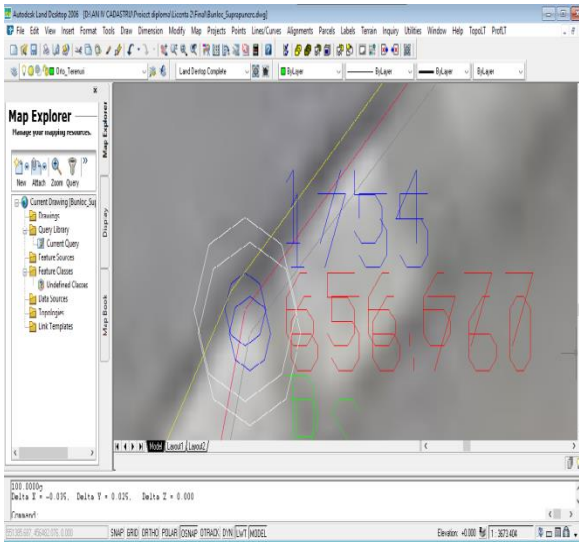 Autodesk Land Desktop 2006 [D:\AN IV CADASTRU\Proiect diploma\Licenta 2\Final\Bunloc_Suprapuneri.dwg]
File Edit View Insert Format Tools Draw Dimension Modify Map Projects Points Lines/Curves Alignments Parcels Labels Terrain Inquiry Utilities Window Help TopoLT ProfLT
Orto_Terenuri
Land Desktop Complete
ByLayer
ByLayer
ByLayer
ByLayer
Map Explorer
Manage your mapping resources.
New Attach Zoom Query
Current Drawing [Bunloc_Sup
Drawings
Query Library
Current Query
Feature Sources
Feature Classes
Undefined Classes
Data Sources
Topologies
Link Templates
Map Explorer
Display
Map Book
1754
656.760
Model Layout1 Layout2
100.0000g
Delta X = -0.035, Delta Y = 0.025, Delta Z = 0.000
Command:
SNAP GRID ORTHO POLAR OSNAP OTRACK DYN LWT MODEL
Elevation: +0.000
1 : 3673.404